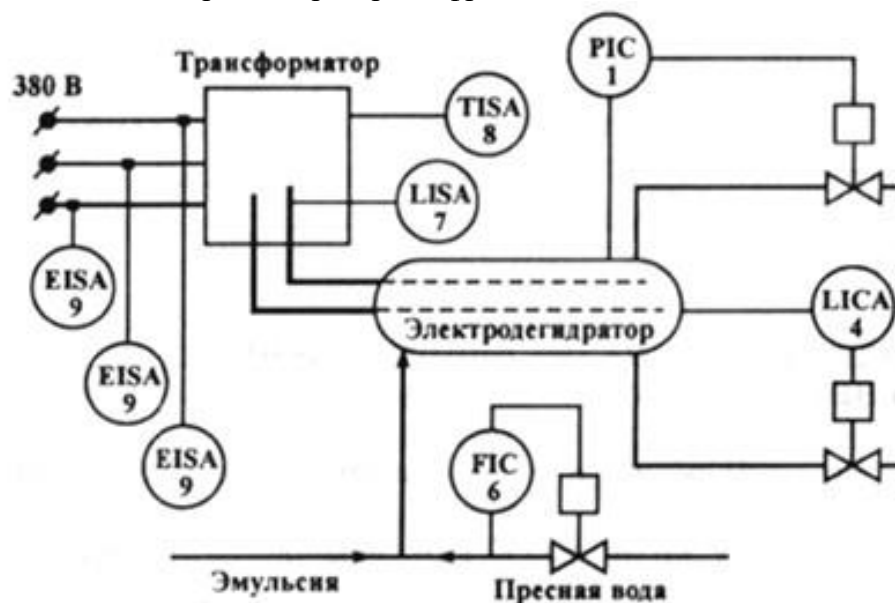 Трансформатор
380 В
PIC
1
TISA
8
LISA
7
EISA
9
LICA
4
Электродегидратор
EISA
9
EISA
9
FIC
6
Эмульсия
Пресная вода